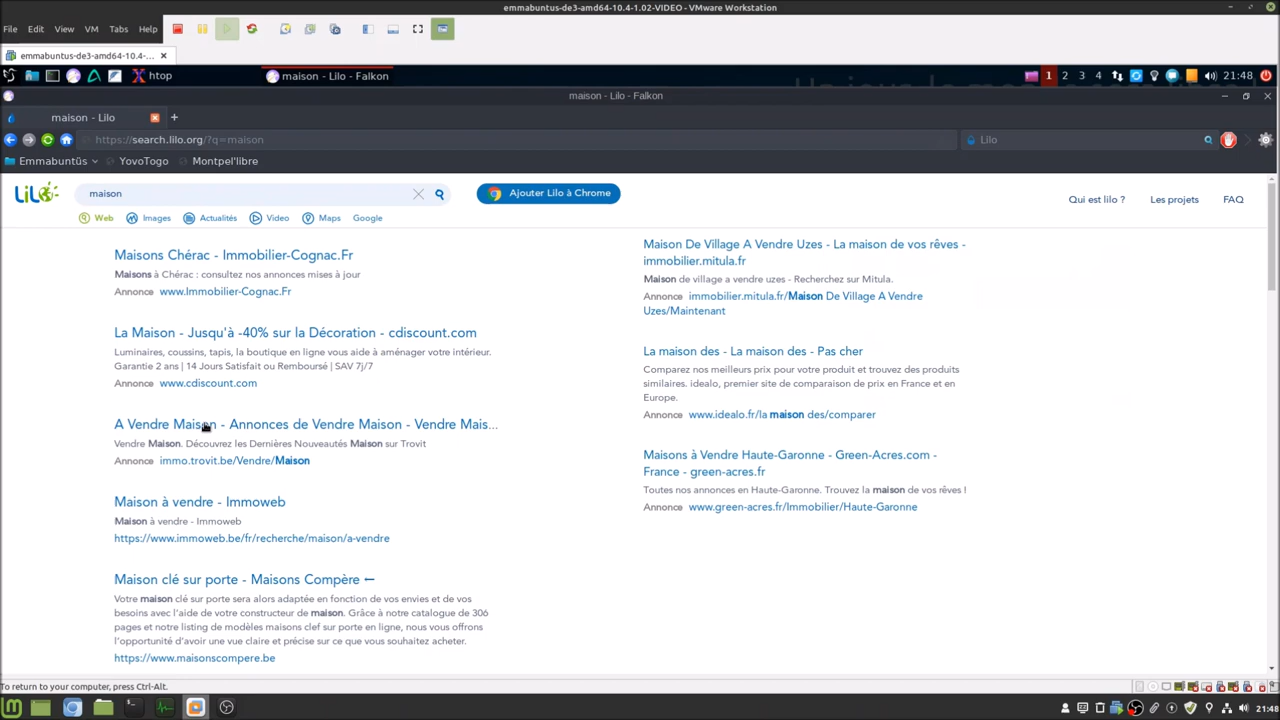 emmabuntus-de3-amd64-10.4-1.02-VIDEO - VMware Workstation
File Edit View VM Tabs Help
emmabuntus-de3-amd64-10.4-...
htop
maison - Lilo - Falkon
1 2 3 4
21:48
maison - Lilo - Falkon
maison - Lilo
https://search.lilo.org/?q=maison
Lilo
Emmabuntüs
YovoTogo
Montpel'libre
LilO
maison
Ajouter Lilo à Chrome
Qui est lilo ? Les projets FAQ
Web Images Actualités Video Maps Google
Maisons Chérac - Immobilier-Cognac.Fr
Maisons à Chérac : consultez nos annonces mises à jour
Annonce www.Immobilier-Cognac.Fr
La Maison - Jusqu'à -40% sur la Décoration - cdiscount.com
Luminaires, coussins, tapis, la boutique en ligne vous aide à aménager votre intérieur.
Garantie 2 ans | 14 Jours Satisfait ou Remboursé | SAV 7j/7
Annonce www.cdiscount.com
A Vendre Maison - Annonces de Vendre Maison - Vendre Mais...
Vendre Maison. Découvrez les Dernières Nouveautés Maison sur Trovit
Annonce immo.trovit.be/Vendre/Maison
Maison à vendre - Immoweb
Maison à vendre - Immoweb
https://www.immoweb.be/fr/recherche/maison/a-vendre
Maison clé sur porte - Maisons Compère ←
Votre maison clé sur porte sera alors adaptée en fonction de vos envies et de vos
besoins avec l'aide de votre constructeur de maison. Grâce à notre catalogue de 306
pages et notre listing de modèles maisons clef sur porte en ligne, nous vous offrons
l'opportunité d'avoir une vue claire et précise sur ce que vous souhaitez acheter.
https://www.maisonscompere.be
Maison De Village A Vendre Uzes - La maison de vos rêves -
immobilier.mitula.fr
Maison de village a vendre uzes - Recherchez sur Mitula.
Annonce immobilier.mitula.fr/Maison De Village A Vendre
Uzes/Maintenant
La maison des - La maison des - Pas cher
Comparez nos meilleurs prix pour votre produit et trouvez des produits
similaires. idealo, premier site de comparaison de prix en France et en
Europe.
Annonce www.idealo.fr/la maison des/comparer
Maisons à Vendre Haute-Garonne - Green-Acres.com -
France - green-acres.fr
Toutes nos annonces en Haute-Garonne. Trouvez la maison de vos rêves !
Annonce www.green-acres.fr/Immobilier/Haute-Garonne
To return to your computer, press Ctrl-Alt.
21:48